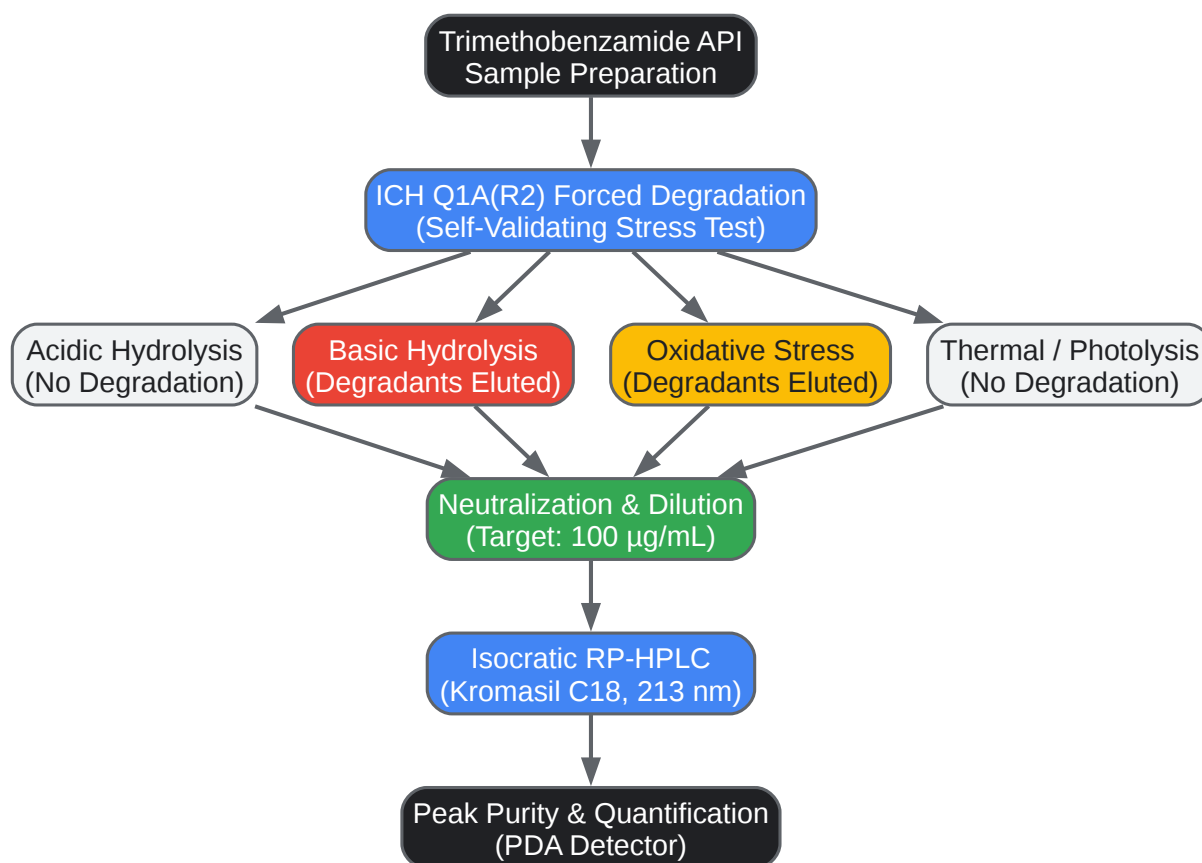 Trimethobenzamide API
Sample Preparation
ICH Q1A(R2) Forced Degradation
(Self-Validating Stress Test)
Acidic Hydrolysis
(No Degradation)
Basic Hydrolysis
(Degradants Eluted)
Oxidative Stress
(Degradants Eluted)
Thermal / Photolysis
(No Degradation)
Neutralization & Dilution
(Target: 100 µg/mL)
Isocratic RP-HPLC
(Kromasil C18, 213 nm)
Peak Purity & Quantification
(PDA Detector)